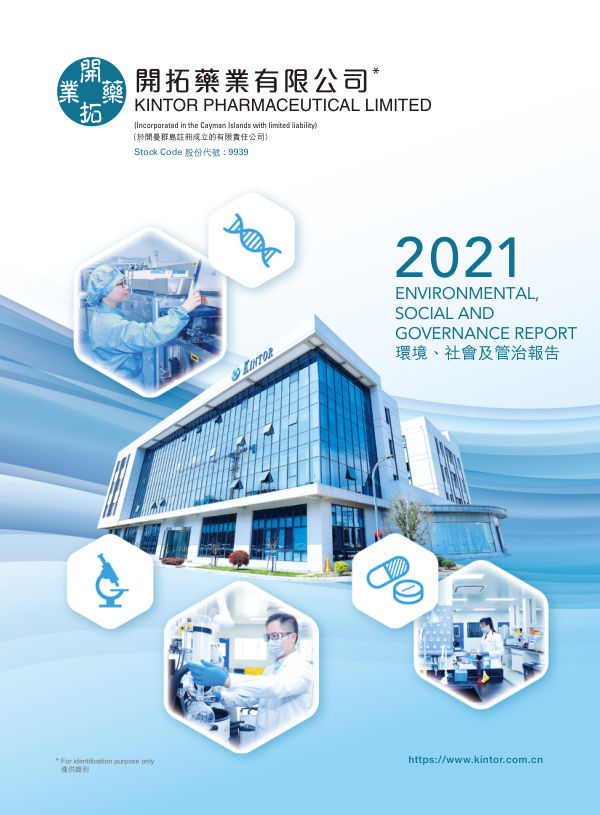 開藥
業拓
開拓藥業有限公司*
KINTOR PHARMACEUTICAL LIMITED
(Incorporated in the Cayman Islands with limited liability)
(於開曼群島註冊成立的有限責任公司)
Stock Code 股份代號 : 9939
2021
ENVIRONMENTAL,
SOCIAL AND
GOVERNANCE REPORT
環境、社會及管治報告
KINTOR
* For identification purpose only
僅供識別
https://www.kintor.com.cn